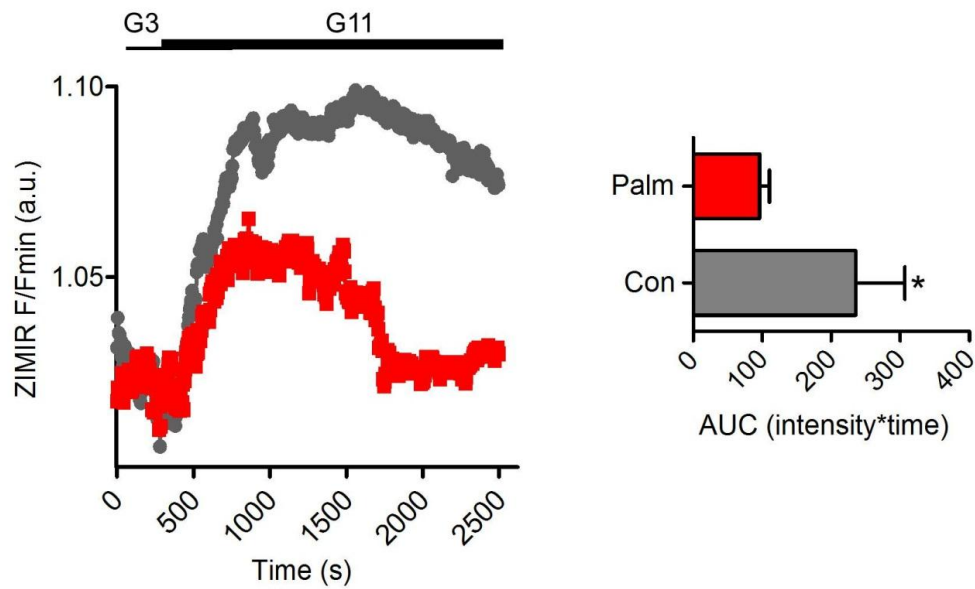 G3 G11
1.10
1.05
ZIMIR F/Fmin (a.u.)
0 500 1000 1500 2000 2500
Time (s)
Palm
Con
*
0 100 200 300 400
AUC (intensity*time)